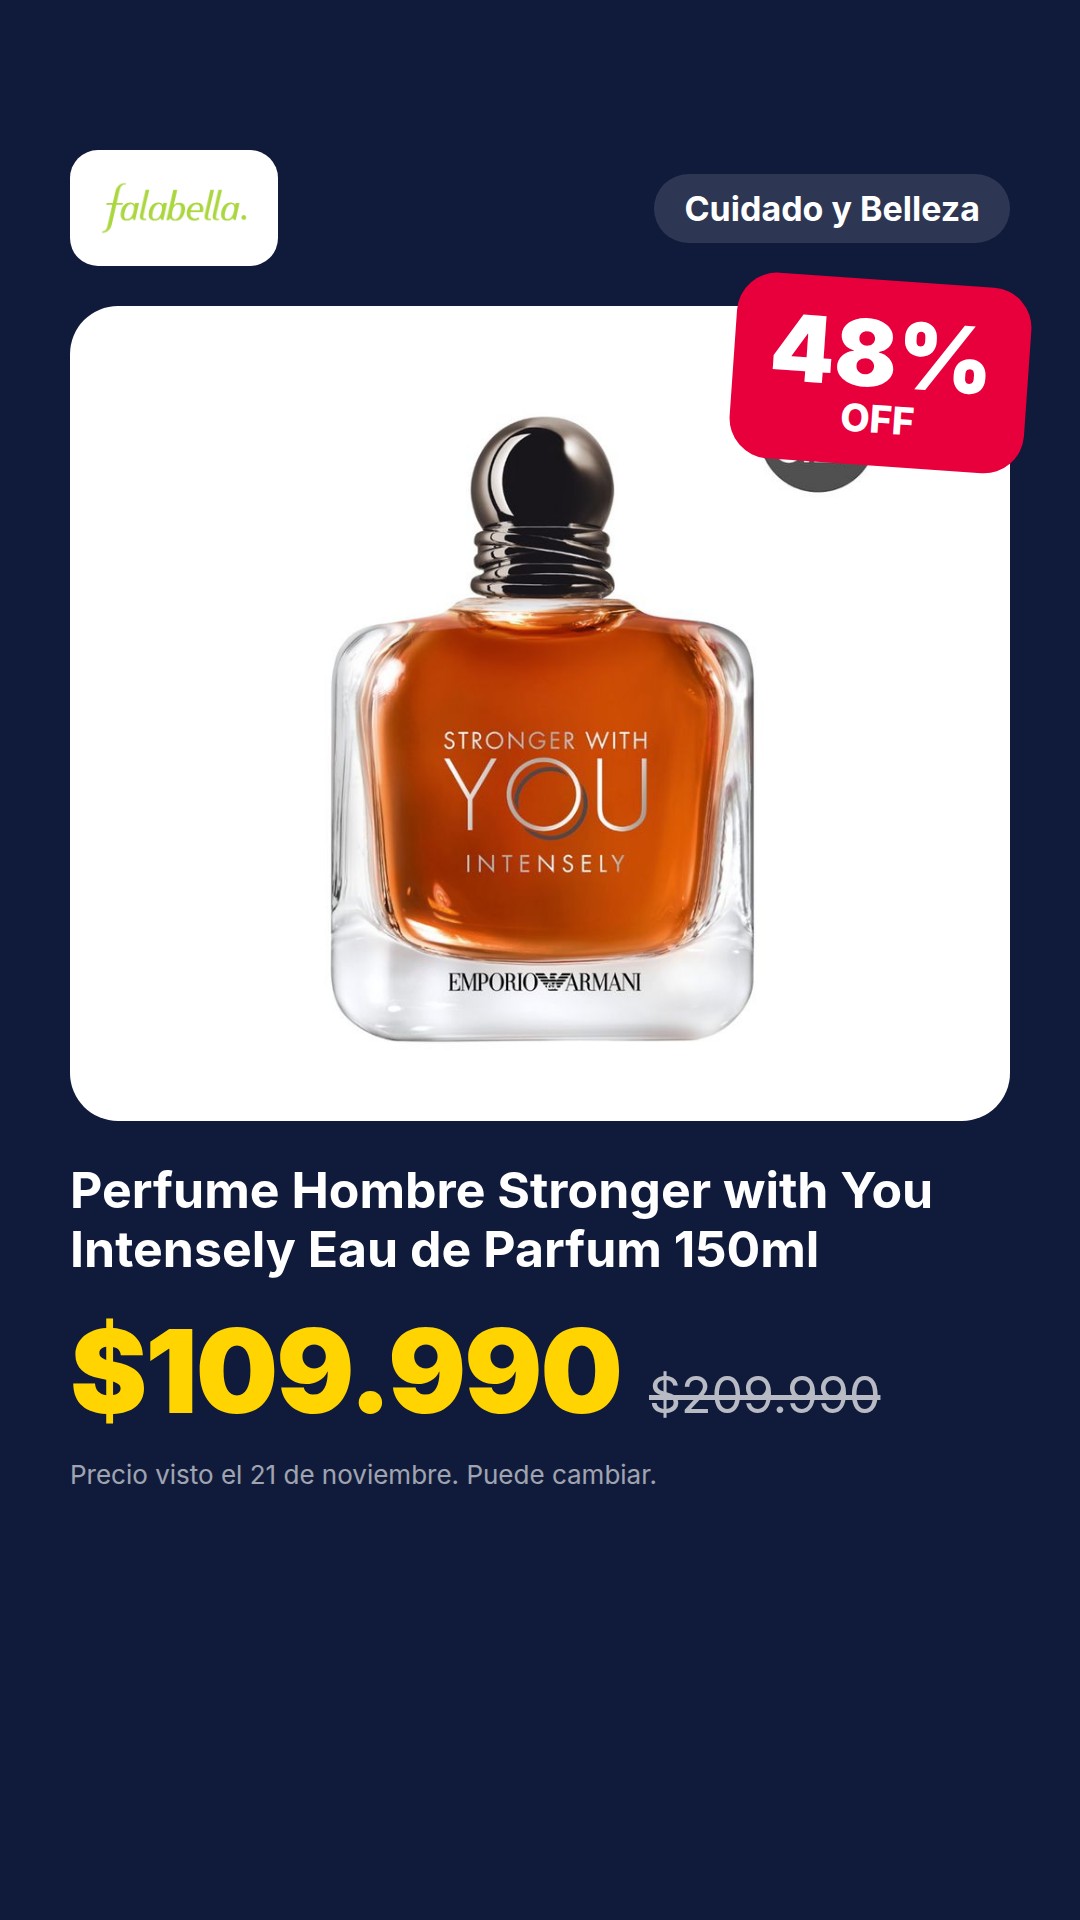 falabella.
Cuidado y Belleza
48%
OFF
STRONGER WITH
YOU
INTENSELY
EMPORIO ARMANI
Perfume Hombre Stronger with You
Intensely Eau de Parfum 150ml
$109.990 $209.990
Precio visto el 21 de noviembre. Puede cambiar.